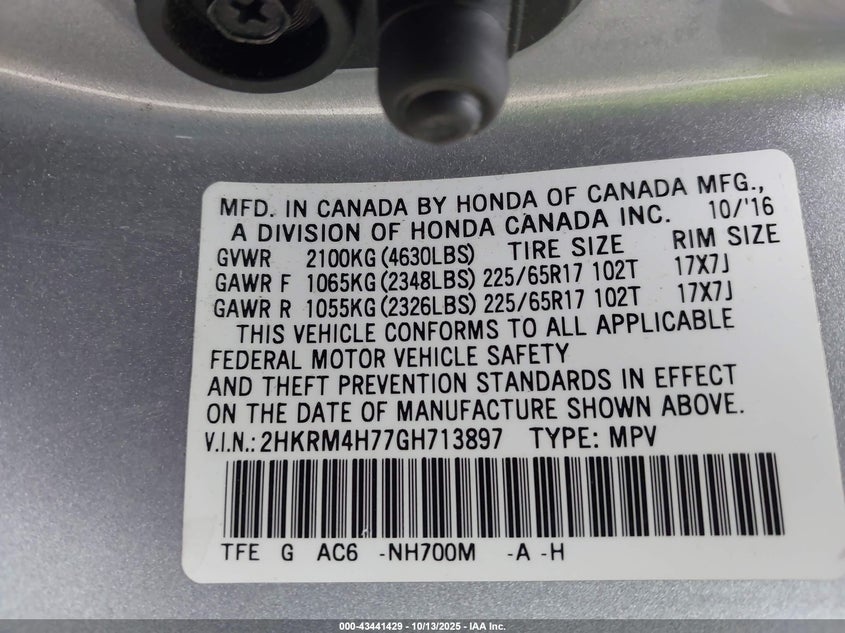 MFD. IN CANADA BY HONDA OF CANADA MFG.,
A DIVISION OF HONDA CANADA INC. 10/'16
GVWR 2100KG (4630LBS) TIRE SIZE RIM SIZE
GAWR F 1065KG (2348LBS) 225/65R17 102T 17X7J
GAWR R 1055KG (2326LBS) 225/65R17 102T 17X7J
THIS VEHICLE CONFORMS TO ALL APPLICABLE
FEDERAL MOTOR VEHICLE SAFETY
AND THEFT PREVENTION STANDARDS IN EFFECT
ON THE DATE OF MANUFACTURE SHOWN ABOVE.
V.I.N.: 2HKRM4H77GH713897 TYPE: MPV
TFE G AC6 -NH700M -A -H
000-43441429 - 10/13/2025 - IAA Inc.